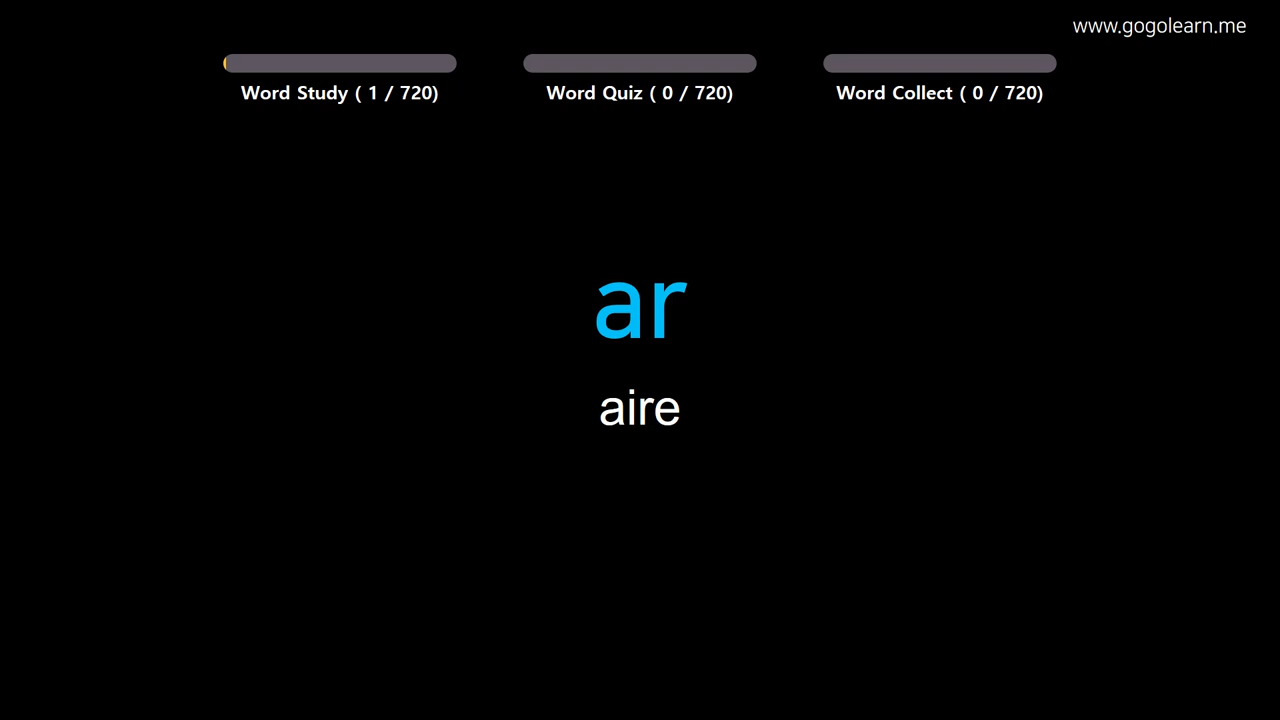 www.gogolearn.me
Word Study ( 1 / 720)
Word Quiz ( 0 / 720)
Word Collect ( 0 / 720)
ar
aire